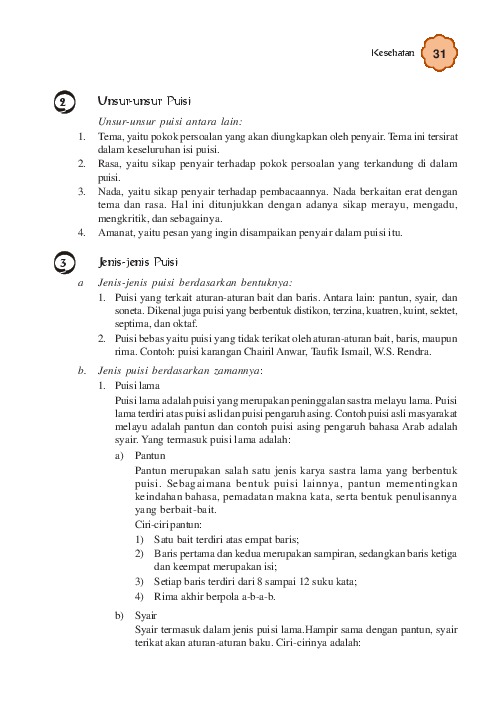 Kesehatan 31
2 Unsur-unsur Puisi
Unsur-unsur puisi antara lain:
1. Tema, yaitu pokok persoalan yang akan diungkapkan oleh penyair. Tema ini tersirat
dalam keseluruhan isi puisi.
2. Rasa, yaitu sikap penyair terhadap pokok persoalan yang terkandung di dalam
puisi.
3. Nada, yaitu sikap penyair terhadap pembacaannya. Nada berkaitan erat dengan
tema dan rasa. Hal ini ditunjukkan dengan adanya sikap merayu, mengadu,
mengkritik, dan sebagainya.
4. Amanat, yaitu pesan yang ingin disampaikan penyair dalam puisi itu.
3 Jenis-jenis Puisi
a Jenis-jenis puisi berdasarkan bentuknya:
1. Puisi yang terkait aturan-aturan bait dan baris. Antara lain: pantun, syair, dan
soneta. Dikenal juga puisi yang berbentuk distikon, terzina, kuatren, kuint, sektet,
septima, dan oktaf.
2. Puisi bebas yaitu puisi yang tidak terikat oleh aturan-aturan bait, baris, maupun
rima. Contoh: puisi karangan Chairil Anwar, Taufik Ismail, W.S. Rendra.
b. Jenis puisi berdasarkan zamannya:
1. Puisi lama
Puisi lama adalah puisi yang merupakan peninggalan sastra melayu lama. Puisi
lama terdiri atas puisi asli dan puisi pengaruh asing. Contoh puisi asli masyarakat
melayu adalah pantun dan contoh puisi asing pengaruh bahasa Arab adalah
syair. Yang termasuk puisi lama adalah:
a) Pantun
Pantun merupakan salah satu jenis karya sastra lama yang berbentuk
puisi. Sebagaimana bentuk puisi lainnya, pantun mementingkan
keindahan bahasa, pemadatan makna kata, serta bentuk penulisannya
yang berbait-bait.
Ciri-ciri pantun:
1) Satu bait terdiri atas empat baris;
2) Baris pertama dan kedua merupakan sampiran, sedangkan baris ketiga
dan keempat merupakan isi;
3) Setiap baris terdiri dari 8 sampai 12 suku kata;
4) Rima akhir berpola a-b-a-b.
b) Syair
Syair termasuk dalam jenis puisi lama.Hampir sama dengan pantun, syair
terikat akan aturan-aturan baku. Ciri-cirinya adalah: